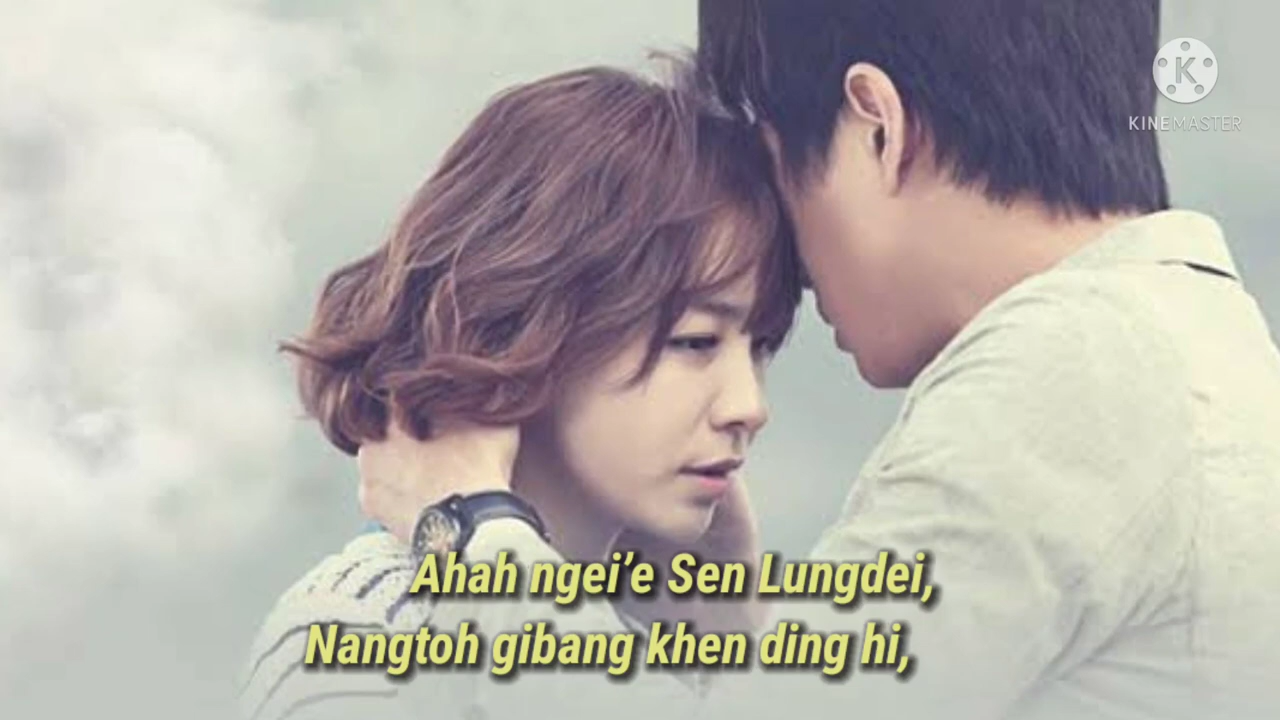 KINEMASTER
Ahah ngei’e Sen Lungdei,
Nangtoh gibang khen ding hi,